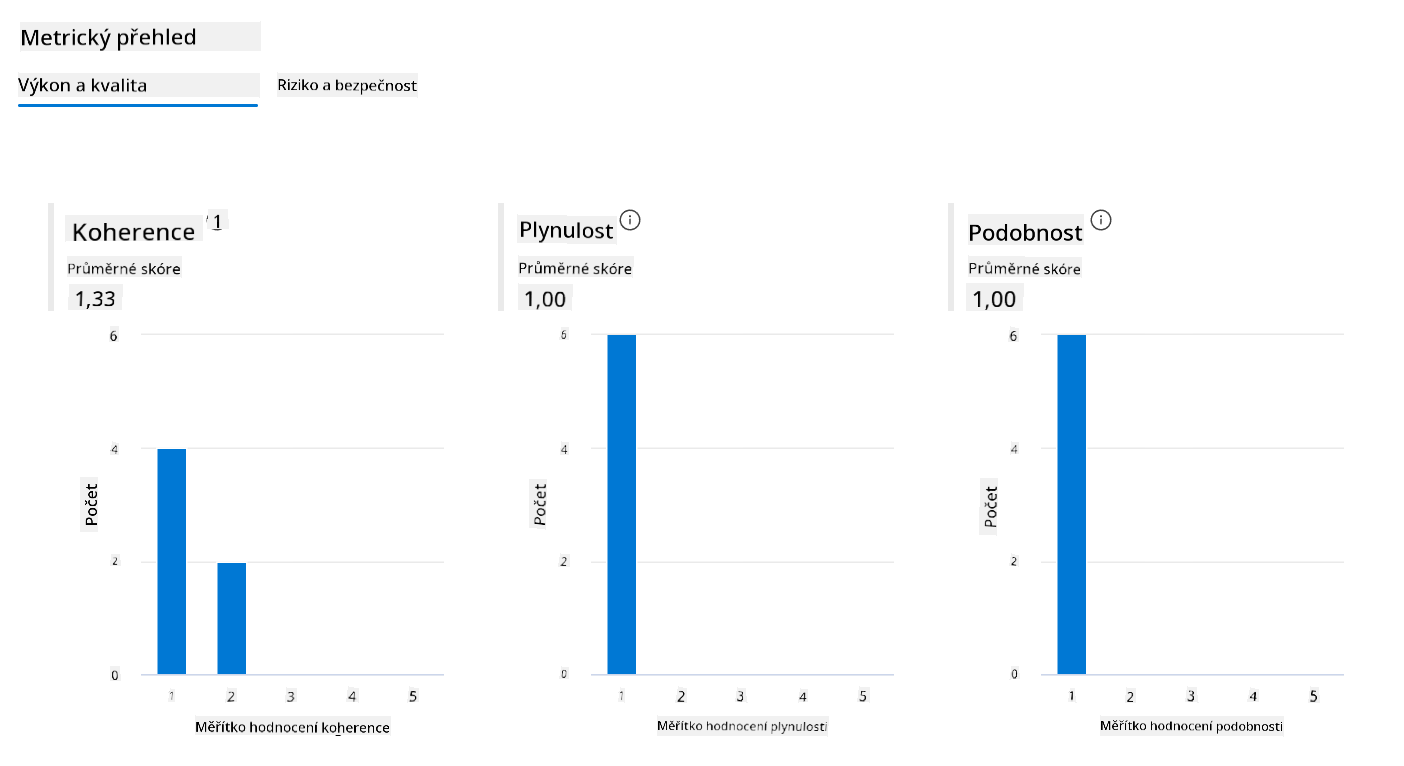 Metrický přehled
Výkon a kvalita
Riziko a bezpečnost
Koherence 1
Průměrné skóre
1,33
6
4
2
0
Počet
1 2 3 4 5
Měřítko hodnocení koherence
Plynulost
Průměrné skóre
1,00
6
4
2
0
Počet
1 2 3 4 5
Měřítko hodnocení plynulosti
Podobnost
Průměrné skóre
1,00
6
4
2
0
Počet
1 2 3 4 5
Měřítko hodnocení podobnosti